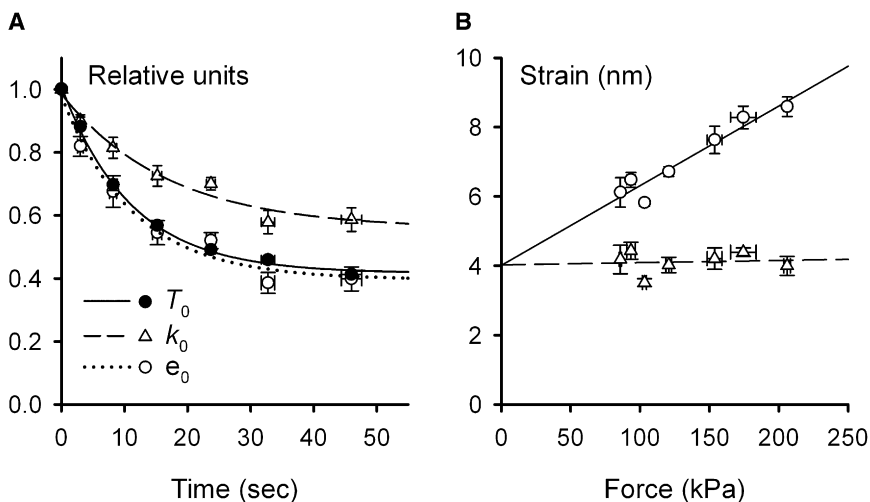 A
Relative units
1.0
0.8
0.6
0.4
0.2
0.0
T0
k0
e0
0 10 20 30 40 50
Time (sec)
B
Strain (nm)
10
8
6
4
2
0
0 50 100 150 200 250
Force (kPa)